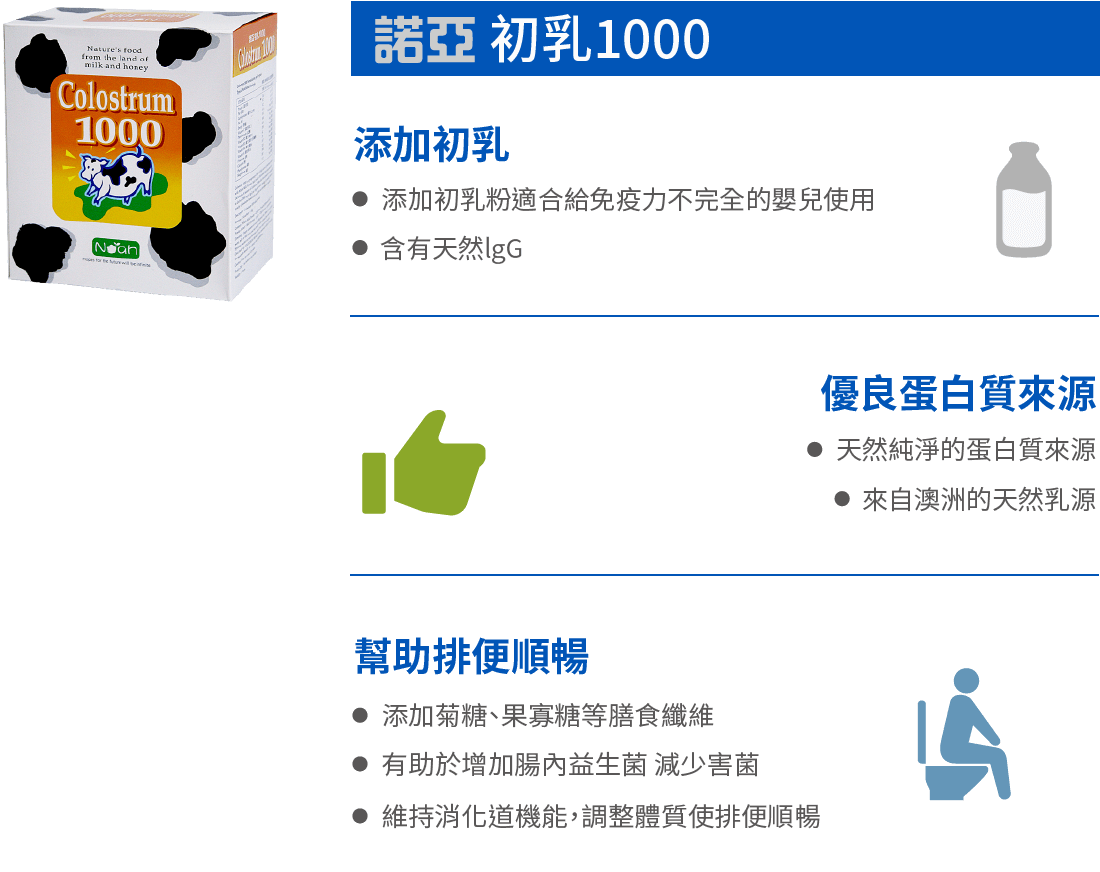 Nature's food
from the land of
milk and honey
Colostrum
1000
Noah
Colostrum 1000
諾亞 初乳1000
添加初乳
● 添加初乳粉適合給免疫力不完全的嬰兒使用
● 含有天然lgG
優良蛋白質來源
● 天然純淨的蛋白質來源
● 來自澳洲的天然乳源
幫助排便順暢
● 添加菊糖、果寡糖等膳食纖維
● 有助於增加腸內益生菌 減少害菌
● 維持消化道機能，調整體質使排便順暢